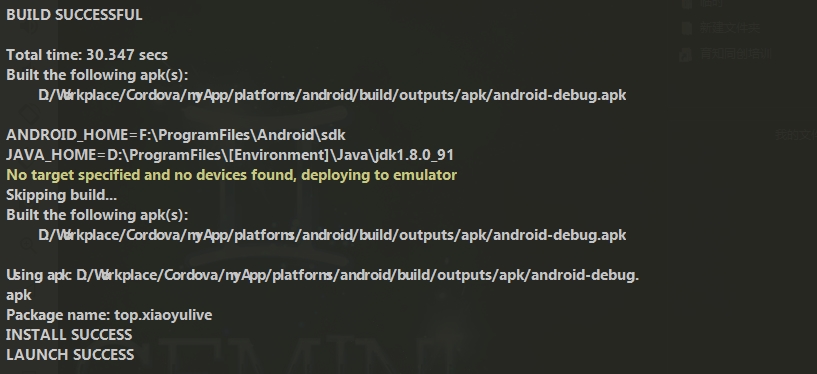 BUILD SUCCESSFUL
Total time: 30.347 secs
Built the following apk(s):
D:/Workplace/Cordova/myApp/platforms/android/build/outputs/apk/android-debug.apk
ANDROID_HOME=F:\ProgramFiles\Android\sdk
JAVA_HOME=D:\ProgramFiles\[Environment]\Java\jdk1.8.0_91
No target specified and no devices found, deploying to emulator
Skipping build...
Built the following apk(s):
D:/Workplace/Cordova/myApp/platforms/android/build/outputs/apk/android-debug.apk
Using apk: D:/Workplace/Cordova/myApp/platforms/android/build/outputs/apk/android-debug.
apk
Package name: top.xiaoyulive
INSTALL SUCCESS
LAUNCH SUCCESS
GEMINI